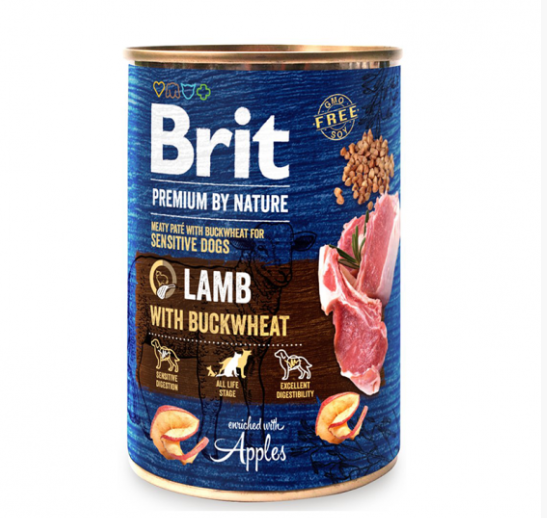 Brit
GMO
FREE
SOY
PREMIUM BY NATURE
MEATY PATÉ WITH BUCKWHEAT FOR
SENSITIVE DOGS
LAMB
WITH BUCKWHEAT
SENSITIVE
DIGESTION
ALL LIFE
STAGE
EXCELLENT
DIGESTIBILITY
enriched with
Apples